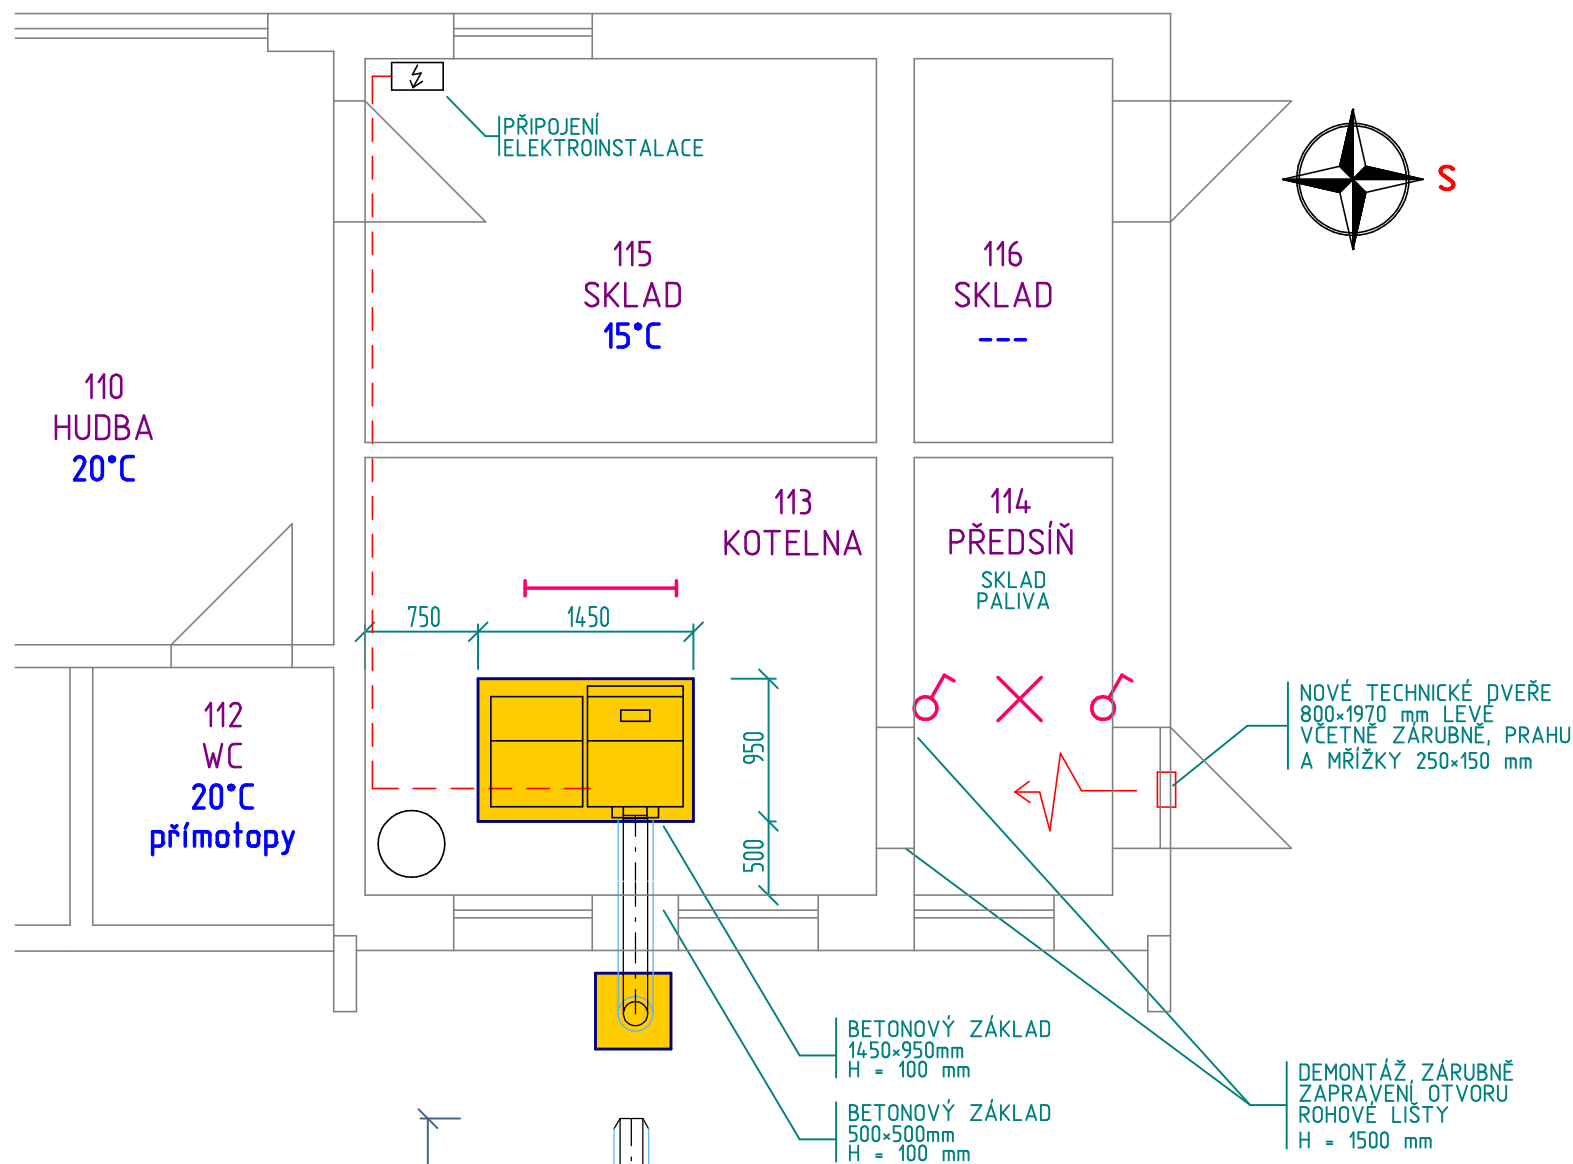 PŘIPOJENÍ
ELEKTROINSTALACE
S
115
SKLAD
15°C
116
SKLAD
---
110
HUDBA
20°C
113
KOTELNA
114
PŘEDSÍŇ
SKLAD
PALIVA
750
1450
950
500
112
WC
20°C
přímotopy
NOVÉ TECHNICKÉ DVEŘE
800×1970 mm LEVÉ
VČETNĚ ZÁRUBNĚ, PRAHU
A MŘÍŽKY 250×150 mm
BETONOVÝ ZÁKLAD
1450×950mm
H = 100 mm
BETONOVÝ ZÁKLAD
500×500mm
H = 100 mm
DEMONTÁŽ ZÁRUBNĚ
ZAPRAVENÍ OTVORU
ROHOVÉ LIŠTY
H = 1500 mm